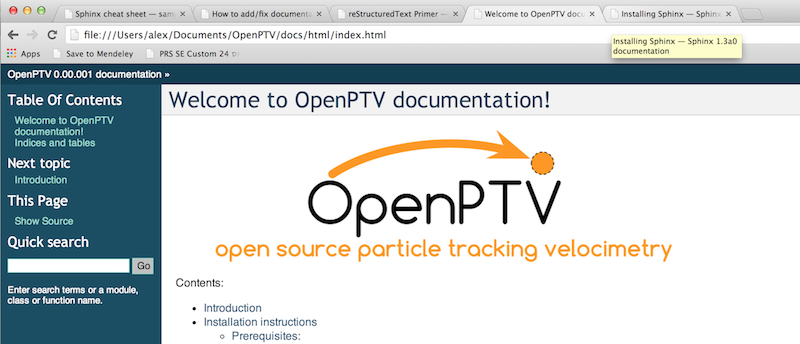 Sphinx cheat sheet — sam
How to add/fix documenta
reStructuredText Primer —
Welcome to OpenPTV docu
Installing Sphinx — Sphinx
file:///Users/alex/Documents/OpenPTV/docs/html/index.html
Installing Sphinx — Sphinx 1.3a0
documentation
Apps
Save to Mendeley
PRS SE Custom 24
OpenPTV 0.00.001 documentation »
Table Of Contents
Welcome to OpenPTV
documentation!
Indices and tables
Next topic
Introduction
This Page
Show Source
Quick search
Go
Enter search terms or a module,
class or function name.
Welcome to OpenPTV documentation!
OpenPTV
open source particle tracking velocimetry
Contents:
Introduction
Installation instructions
Prerequisites: